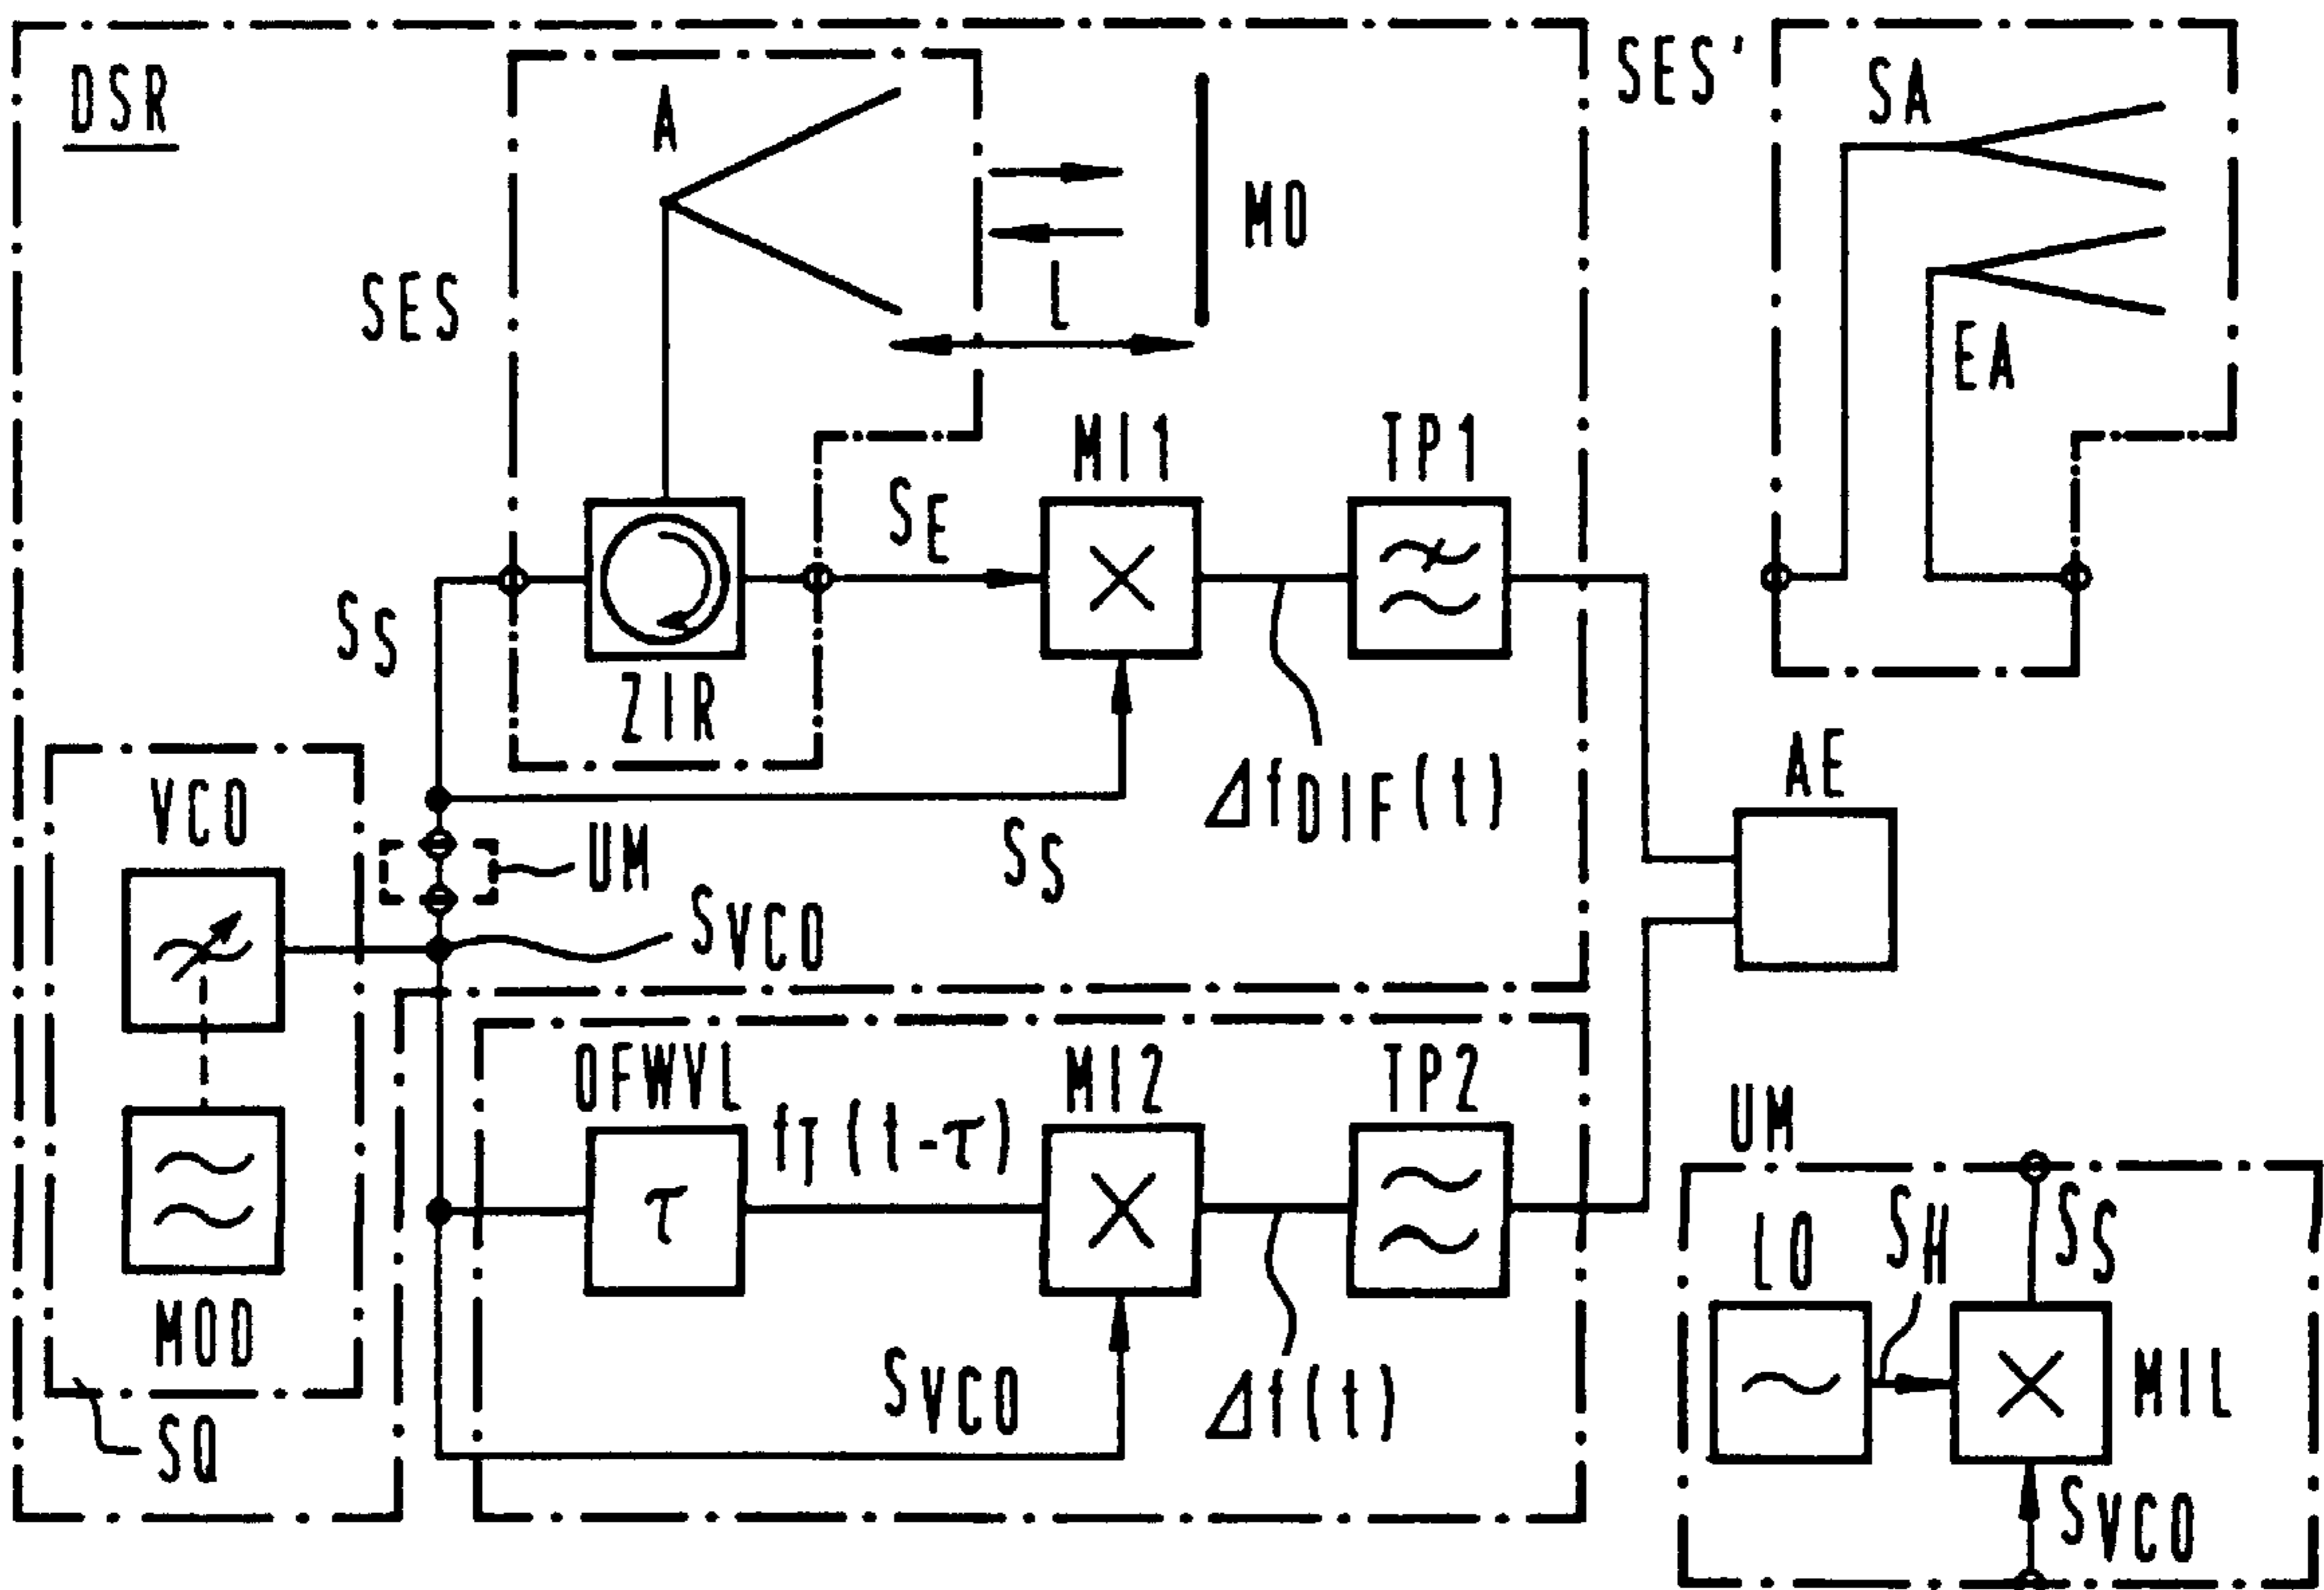 DSR
SES'
SA
A
MO
SES
L
EA
MI1
TP1
SE
SS
ZIR
AE
VCO
ΔfDIF(t)
UM
SS
SVCO
OFWVL
MI2
TP2
fT(t-τ)
UM
τ
SH
SS
LO
MOD
SVCO
Δf(t)
MIL
SQ
SVCO